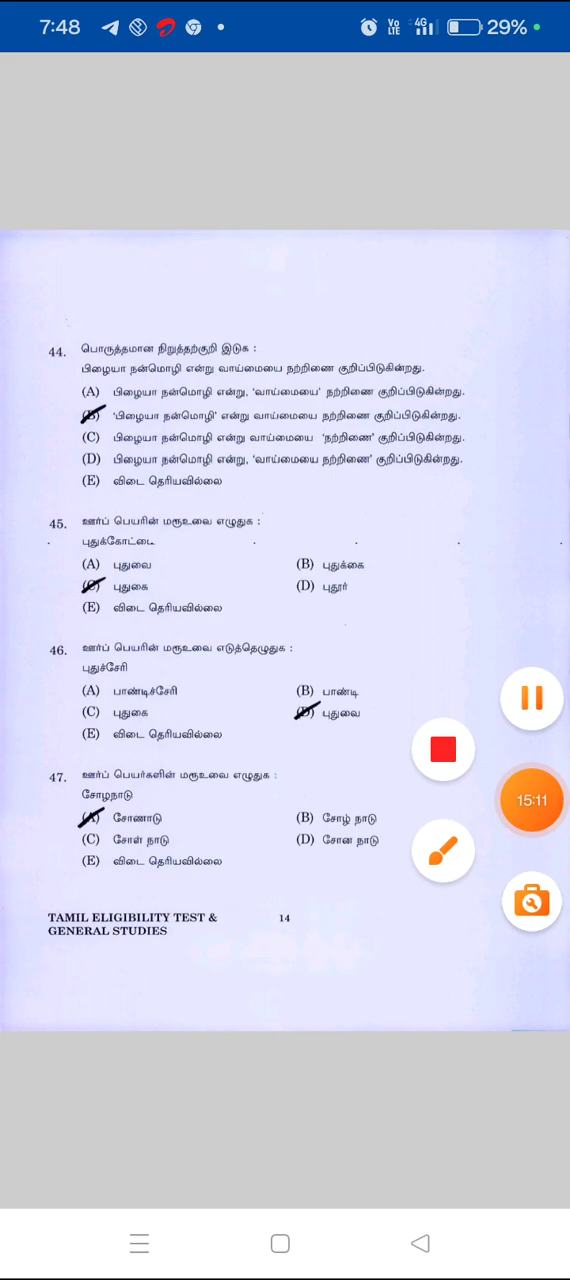 7:48
Vo LTE 4G 29%
44. பொருத்தமான நிறுத்தற்குறி இடுக :
பிழையா நன்மொழி என்று வாய்மையை நற்றிணை குறிப்பிடுகின்றது.
(A) பிழையா நன்மொழி என்று, 'வாய்மையை' நற்றிணை குறிப்பிடுகின்றது.
(B) 'பிழையா நன்மொழி' என்று வாய்மையை நற்றிணை குறிப்பிடுகின்றது.
(C) பிழையா நன்மொழி என்று வாய்மையை 'நற்றிணை' குறிப்பிடுகின்றது.
(D) பிழையா நன்மொழி என்று, 'வாய்மையை நற்றிணை' குறிப்பிடுகின்றது.
(E) விடை தெரியவில்லை
45. ஊர்ப் பெயரின் மரூஉவை எழுதுக :
புதுக்கோட்டை
(A) புதுவை (B) புதுக்கை
(C) புதுகை (D) புதூர்
(E) விடை தெரியவில்லை
46. ஊர்ப் பெயரின் மரூஉவை எடுத்தெழுதுக :
புதுச்சேரி
(A) பாண்டிச்சேரி (B) பாண்டி
(C) புதுகை (D) புதுவை
(E) விடை தெரியவில்லை
47. ஊர்ப் பெயர்களின் மரூஉவை எழுதுக :
சோழநாடு
(A) சோணாடு (B) சோழ் நாடு
(C) சோள் நாடு (D) சோன நாடு
(E) விடை தெரியவில்லை
15:11
TAMIL ELIGIBILITY TEST & 14
GENERAL STUDIES